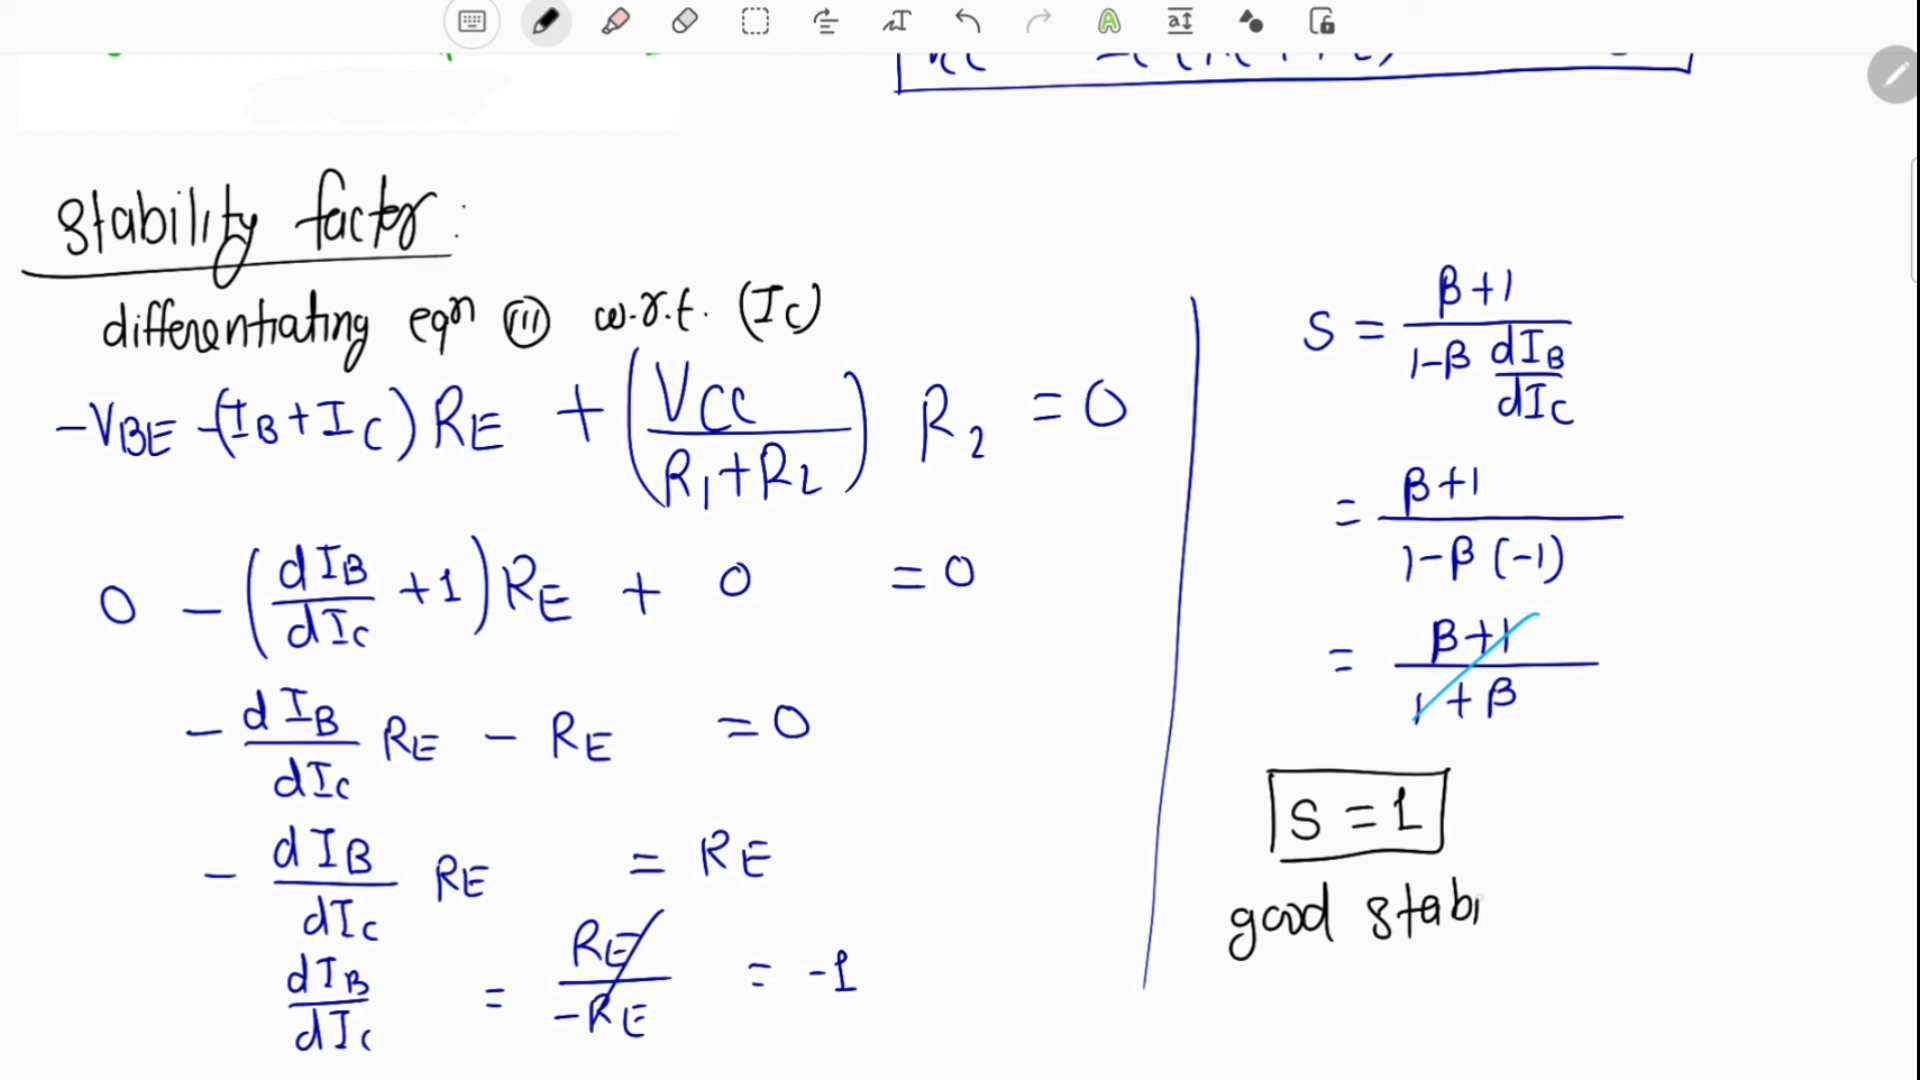 Stability factor :
differentiating eqn (iii) w.r.t. (Ic)
-VBE -(IB+IC) RE + (VCC / R1+R2) R2 = 0
0 - (dIB/dIc +1) RE + 0 = 0
- dIB/dIc RE - RE = 0
- dIB/dIc RE = RE
dIB/dIc = RE/-RE = -1
S = β+1 / 1-β dIB/dIC
= β+1 / 1-β (-1)
= β+1 / 1+β
S = 1
good stabi